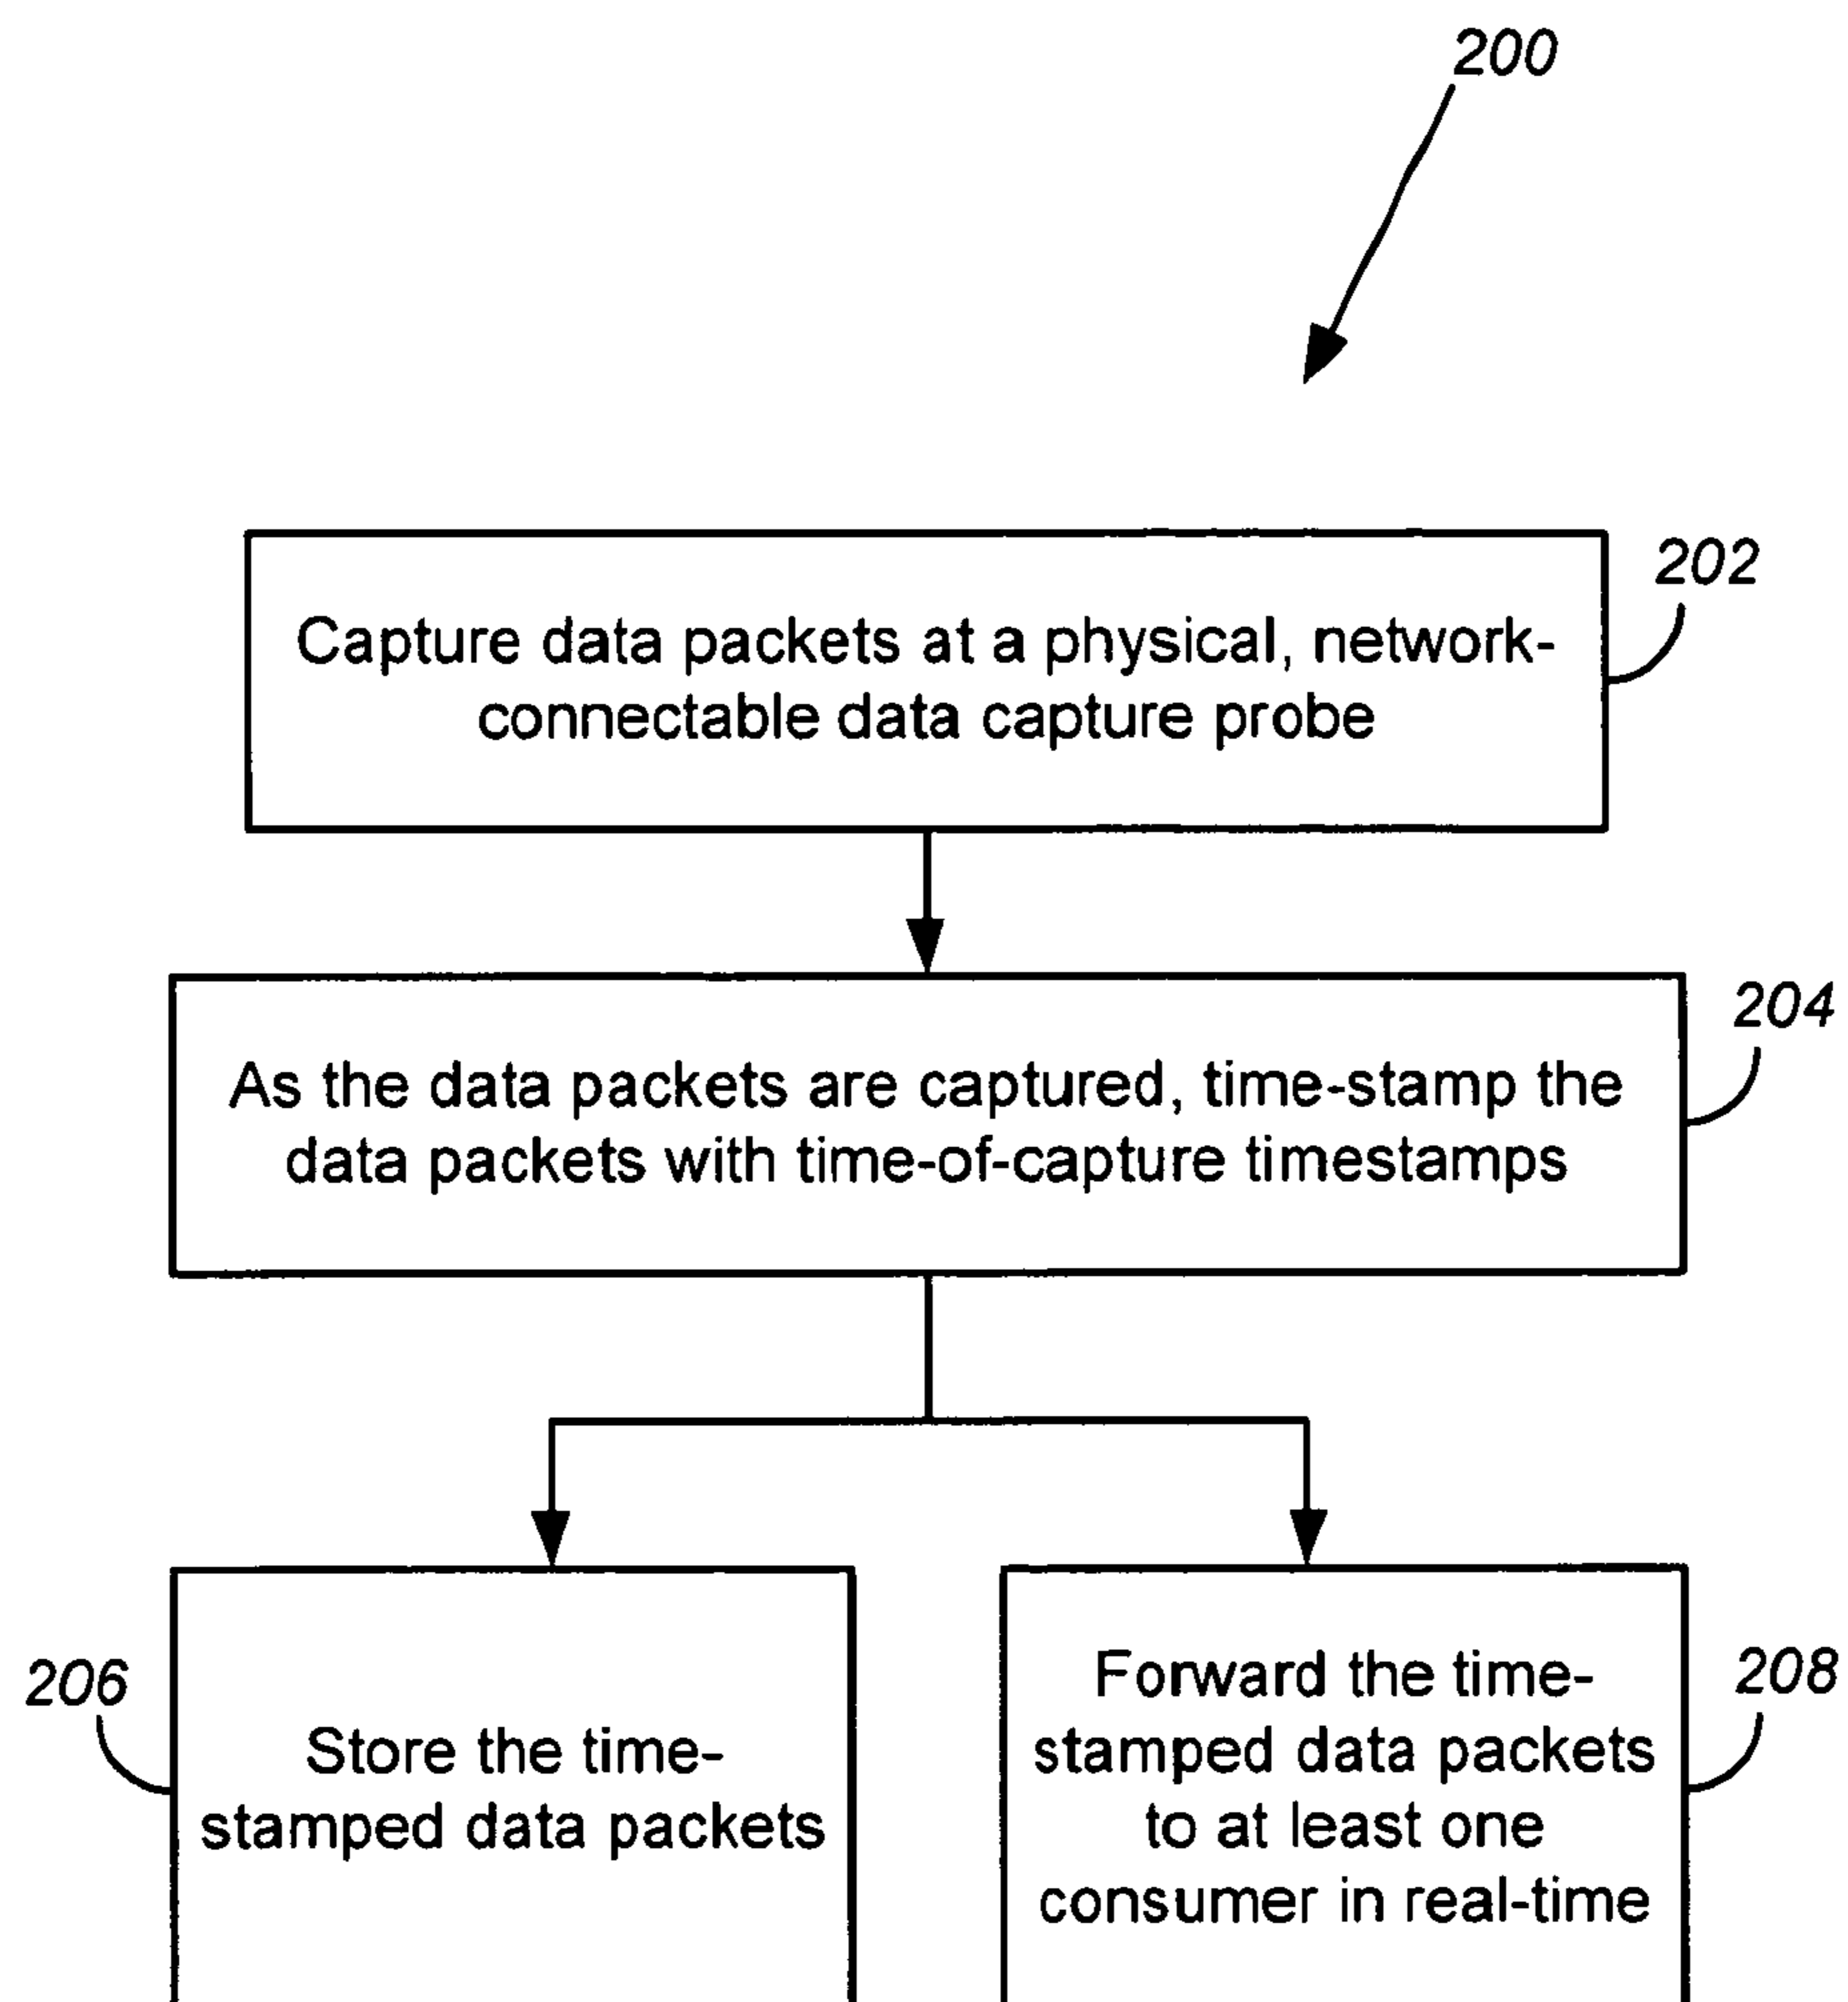 200
202
Capture data packets at a physical, network-
connectable data capture probe
204
As the data packets are captured, time-stamp the
data packets with time-of-capture timestamps
206
Store the time-
stamped data packets
208
Forward the time-
stamped data packets
to at least one
consumer in real-time